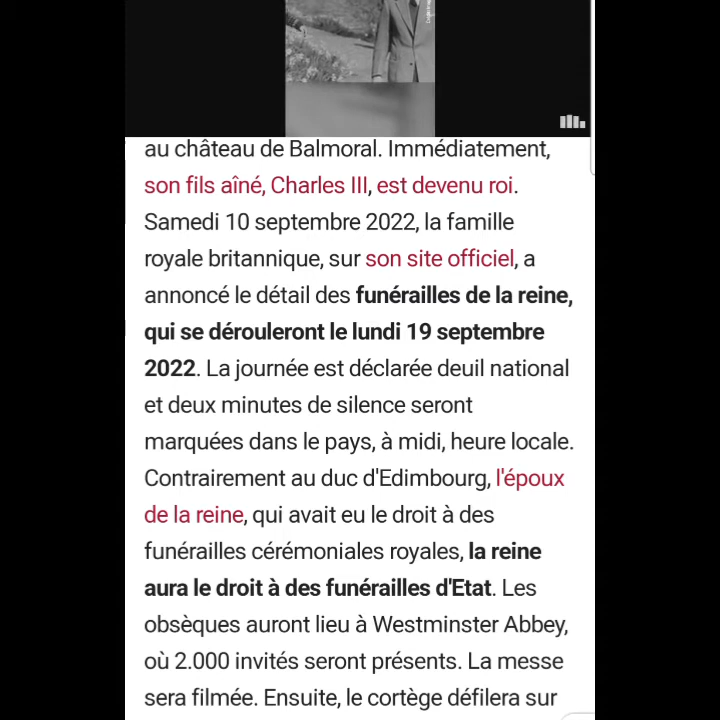 au château de Balmoral. Immédiatement,
son fils aîné, Charles III, est devenu roi.
Samedi 10 septembre 2022, la famille
royale britannique, sur son site officiel, a
annoncé le détail des funérailles de la reine,
qui se dérouleront le lundi 19 septembre
2022. La journée est déclarée deuil national
et deux minutes de silence seront
marquées dans le pays, à midi, heure locale.
Contrairement au duc d'Edimbourg, l'époux
de la reine, qui avait eu le droit à des
funérailles cérémoniales royales, la reine
aura le droit à des funérailles d'Etat. Les
obsèques auront lieu à Westminster Abbey,
où 2.000 invités seront présents. La messe
sera filmée. Ensuite, le cortège défilera sur